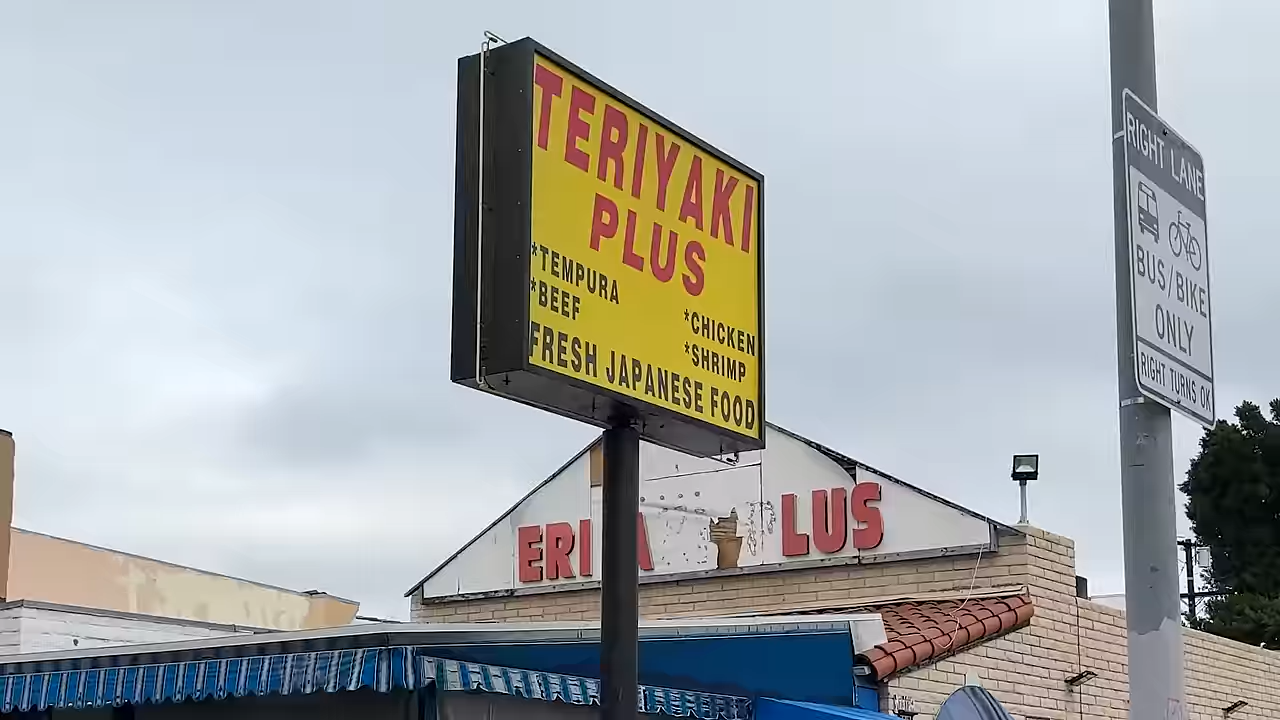 TERIYAKI
PLUS
*TEMPURA
*BEEF
*CHICKEN
*SHRIMP
FRESH JAPANESE FOOD
ERI A LUS
RIGHT LANE
BUS/BIKE
ONLY
RIGHT TURNS OK